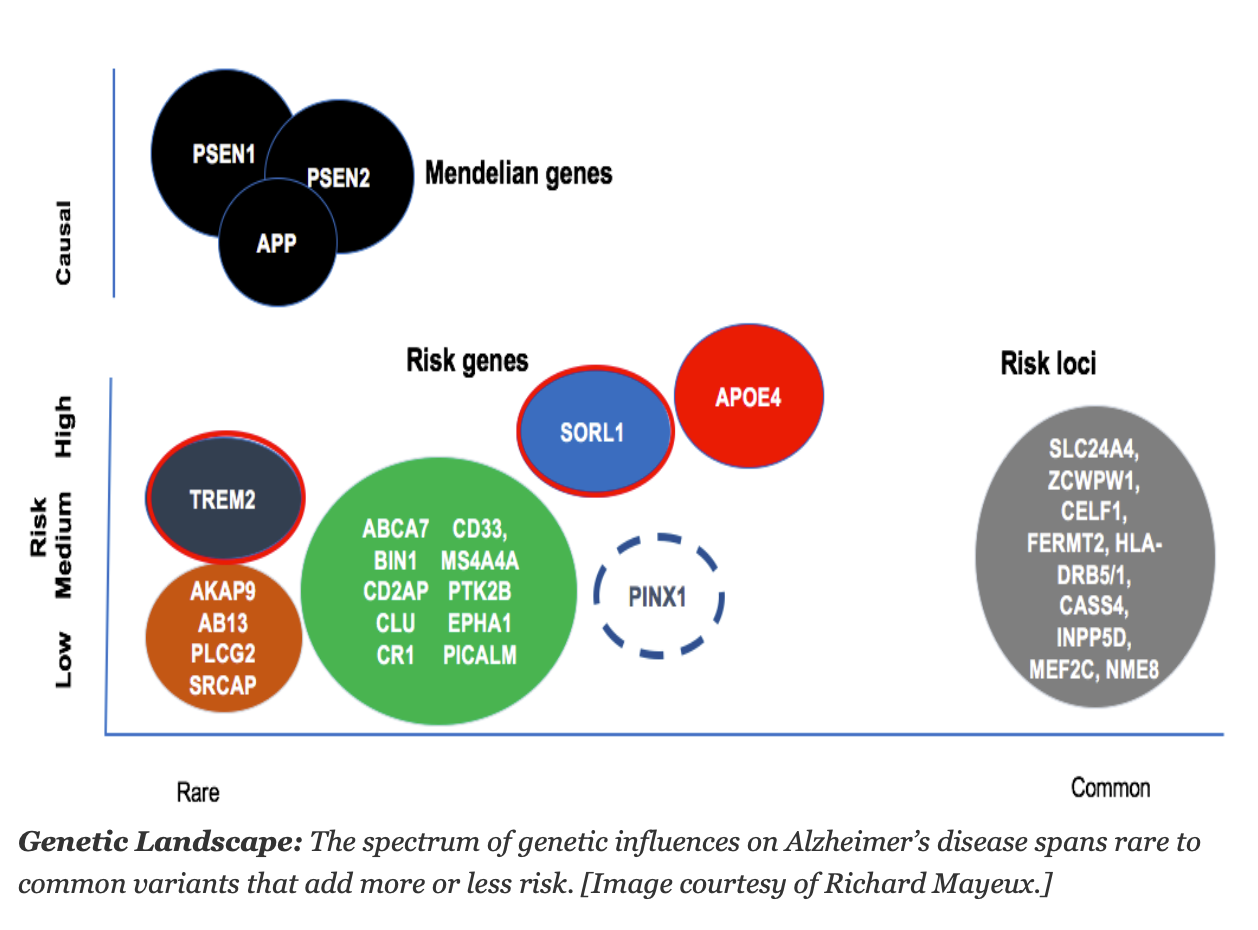 PSEN1
PSEN2
APP
Mendelian genes
Causal
Risk genes
Risk loci
High
Medium
Low
Risk
SORL1
APOE4
TREM2
AKAP9
AB13
PLCG2
SRCAP
ABCA7 CD33,
BIN1 MS4A4A
CD2AP PTK2B
CLU EPHA1
CR1 PICALM
PINX1
SLC24A4,
ZCWPW1,
CELF1,
FERMT2, HLA-
DRB5/1,
CASS4,
INPP5D,
MEF2C, NME8
Rare
Common
Genetic Landscape: The spectrum of genetic influences on Alzheimer’s disease spans rare to
common variants that add more or less risk. [Image courtesy of Richard Mayeux.]